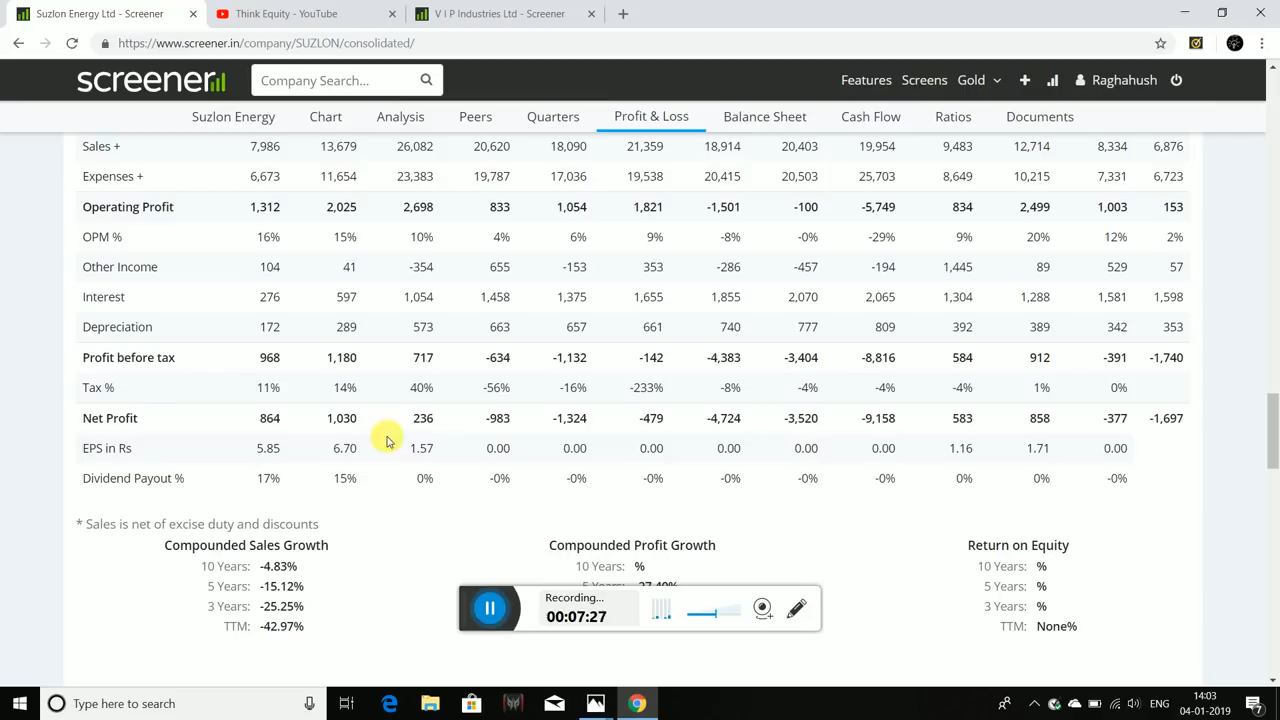 Suzlon Energy Ltd - Screener
Think Equity - YouTube
V I P Industries Ltd - Screener
https://www.screener.in/company/SUZLON/consolidated/
screener
Company Search...
Features Screens Gold Raghahush
Suzlon Energy Chart Analysis Peers Quarters Profit & Loss Balance Sheet Cash Flow Ratios Documents
Sales + 7,986 13,679 26,082 20,620 18,090 21,359 18,914 20,403 19,954 9,483 12,714 8,334 6,876
Expenses + 6,673 11,654 23,383 19,787 17,036 19,538 20,415 20,503 25,703 8,649 10,215 7,331 6,723
Operating Profit 1,312 2,025 2,698 833 1,054 1,821 -1,501 -100 -5,749 834 2,499 1,003 153
OPM % 16% 15% 10% 4% 6% 9% -8% -0% -29% 9% 20% 12% 2%
Other Income 104 41 -354 655 -153 353 -286 -457 -194 1,445 89 529 57
Interest 276 597 1,054 1,458 1,375 1,655 1,855 2,070 2,065 1,304 1,288 1,581 1,598
Depreciation 172 289 573 663 657 661 740 777 809 392 389 342 353
Profit before tax 968 1,180 717 -634 -1,132 -142 -4,383 -3,404 -8,816 584 912 -391 -1,740
Tax % 11% 14% 40% -56% -16% -233% -8% -4% -4% -4% 1% 0%
Net Profit 864 1,030 236 -983 -1,324 -479 -4,724 -3,520 -9,158 583 858 -377 -1,697
EPS in Rs 5.85 6.70 1.57 0.00 0.00 0.00 0.00 0.00 0.00 1.16 1.71 0.00
Dividend Payout % 17% 15% 0% -0% -0% -0% -0% -0% -0% 0% 0% -0%
* Sales is net of excise duty and discounts
Compounded Sales Growth
10 Years: -4.83%
5 Years: -15.12%
3 Years: -25.25%
TTM: -42.97%
Compounded Profit Growth
10 Years: %
Return on Equity
10 Years: %
5 Years: %
3 Years: %
TTM: None%
Recording...
00:07:27
Type here to search
ENG
14:03
04-01-2019
7